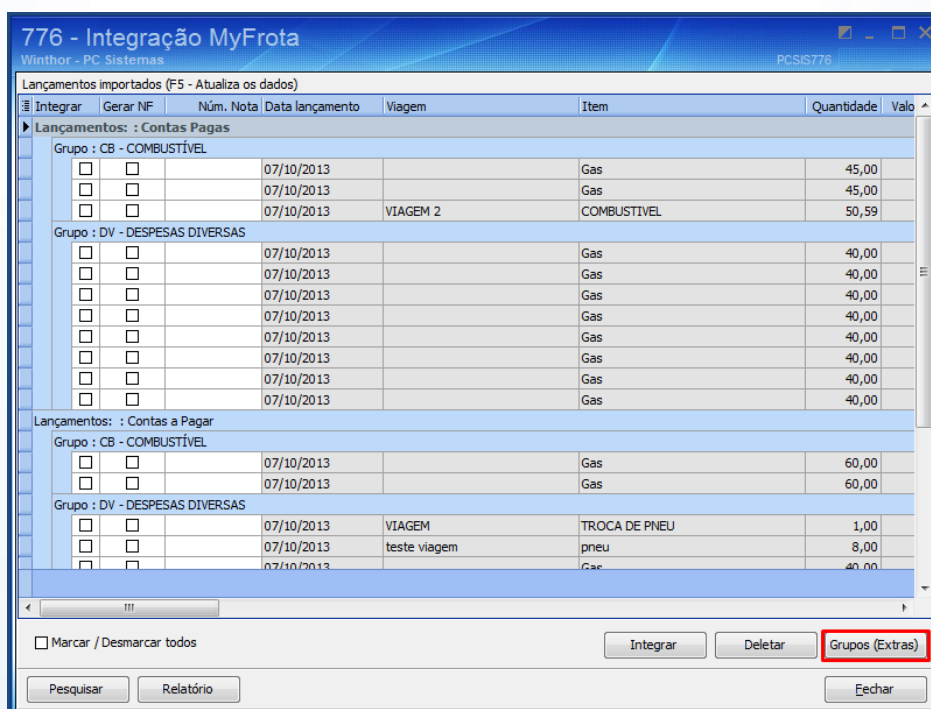 776 - Integração MyFrota
Winthor - PC Sistemas PCSIS776
Lançamentos importados (F5 - Atualiza os dados)
Integrar Gerar NF Núm. Nota Data lançamento Viagem Item Quantidade Valo
Lançamentos: : Contas Pagas
Grupo : CB - COMBUSTÍVEL
07/10/2013 Gas 45,00
07/10/2013 Gas 45,00
07/10/2013 VIAGEM 2 COMBUSTIVEL 50,59
Grupo : DV - DESPESAS DIVERSAS
07/10/2013 Gas 40,00
07/10/2013 Gas 40,00
07/10/2013 Gas 40,00
07/10/2013 Gas 40,00
07/10/2013 Gas 40,00
07/10/2013 Gas 40,00
07/10/2013 Gas 40,00
07/10/2013 Gas 40,00
Lançamentos: : Contas a Pagar
Grupo : CB - COMBUSTÍVEL
07/10/2013 Gas 60,00
07/10/2013 Gas 60,00
Grupo : DV - DESPESAS DIVERSAS
07/10/2013 VIAGEM TROCA DE PNEU 1,00
07/10/2013 teste viagem pneu 8,00
07/10/2013 Gas 40,00
Marcar / Desmarcar todos Integrar Deletar Grupos (Extras)
Pesquisar Relatório Fechar